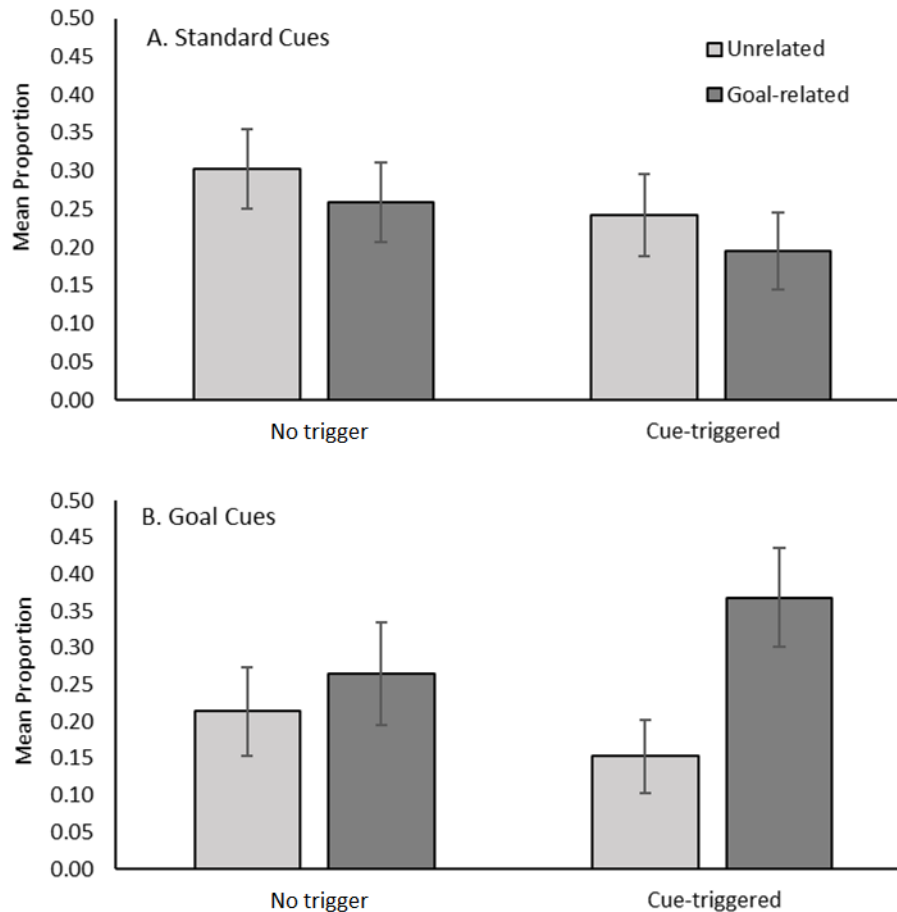 A. Standard Cues
Unrelated
Goal-related
Mean Proportion
0.50
0.45
0.40
0.35
0.30
0.25
0.20
0.15
0.10
0.05
0.00
No trigger Cue-triggered
B. Goal Cues
Mean Proportion
0.50
0.45
0.40
0.35
0.30
0.25
0.20
0.15
0.10
0.05
0.00
No trigger Cue-triggered